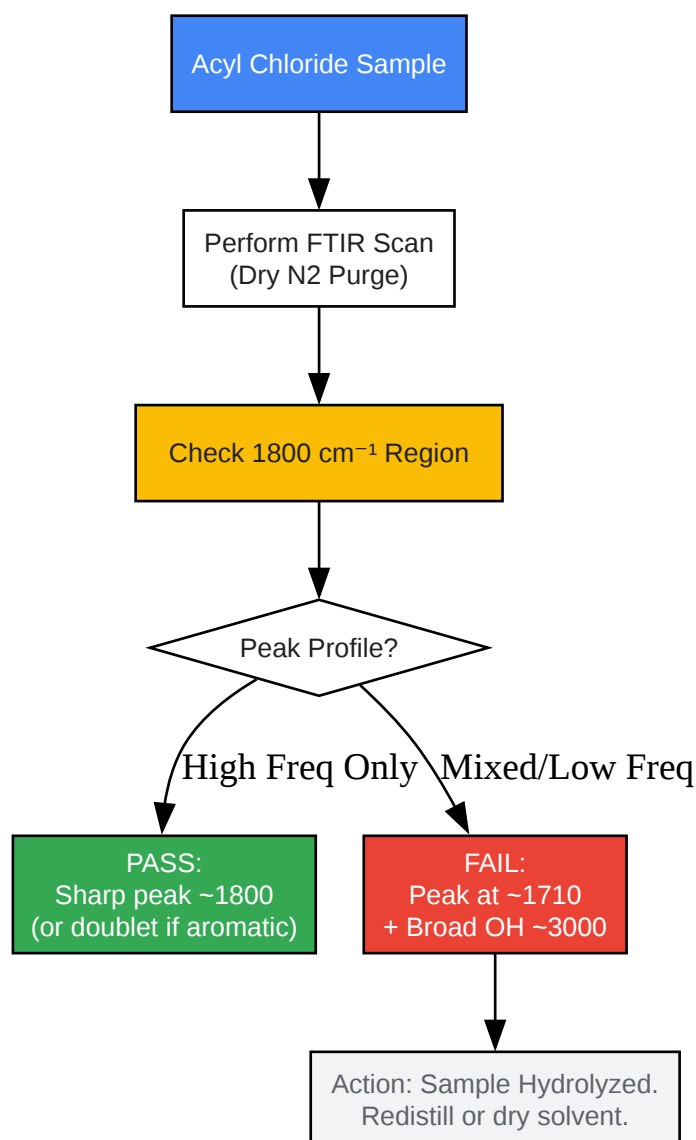 Acyl Chloride Sample
Perform FTIR Scan
(Dry N2 Purge)
Check 1800 cm⁻¹ Region
Peak Profile?
High Freq Only
Mixed/Low Freq
PASS:
Sharp peak ~1800
(or doublet if aromatic)
FAIL:
Peak at ~1710
+ Broad OH ~3000
Action: Sample Hydrolyzed.
Redistill or dry solvent.